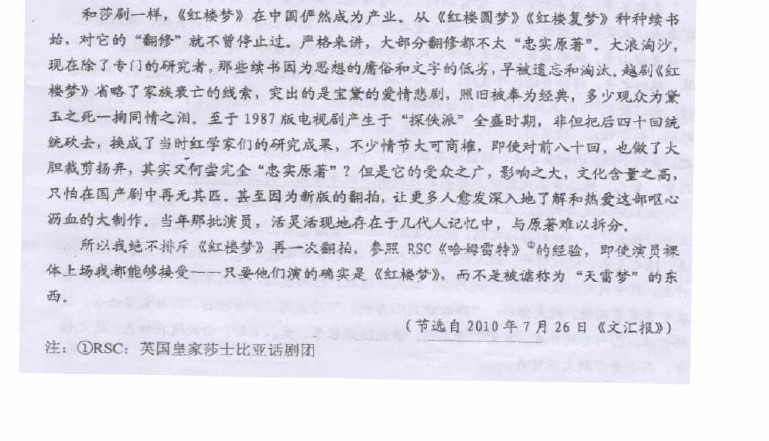 和莎剧一样，《红楼梦》在中国俨然成为产业。从《红楼圆梦》《红楼复梦》种种续书
始，对它的“翻修”就不曾停止过。严格来讲，大部分翻修都不太“忠实原著”。大浪淘沙，
现在除了专门的研究者，那些续书因为思想的庸俗和文字的低劣，早被遗忘和淘汰。越剧《红
楼梦》省略了家族衰亡的线索，突出的是宝黛的爱情悲剧，照旧被奉为经典，多少观众为黛
玉之死一掬同情之泪。至于 1987 版电视剧产生于“探佚派”全盛时期，非但把后四十回统
统砍去，换成了当时红学家们的研究成果，不少情节大可商榷，即使对前八十回，也做了大
胆裁剪扬弃，其实又何尝完全“忠实原著”？但是它的受众之广，影响之大，文化含量之高，
只怕在国产剧中再无其匹。甚至因为新版的翻拍，让更多人愈发深入地了解和热爱这部呕心
沥血的大制作。当年那批演员，活灵活现地存在于几代人记忆中，与原著难以拆分。
所以我绝不排斥《红楼梦》再一次翻拍，参照 RSC《哈姆雷特》①的经验，即使演员裸
体上场我都能够接受——只要他们演的确实是《红楼梦》，而不是被谑称为“天雷梦”的东
西。
（节选自 2010 年 7 月 26 日《文汇报》）
注：①RSC：英国皇家莎士比亚话剧团